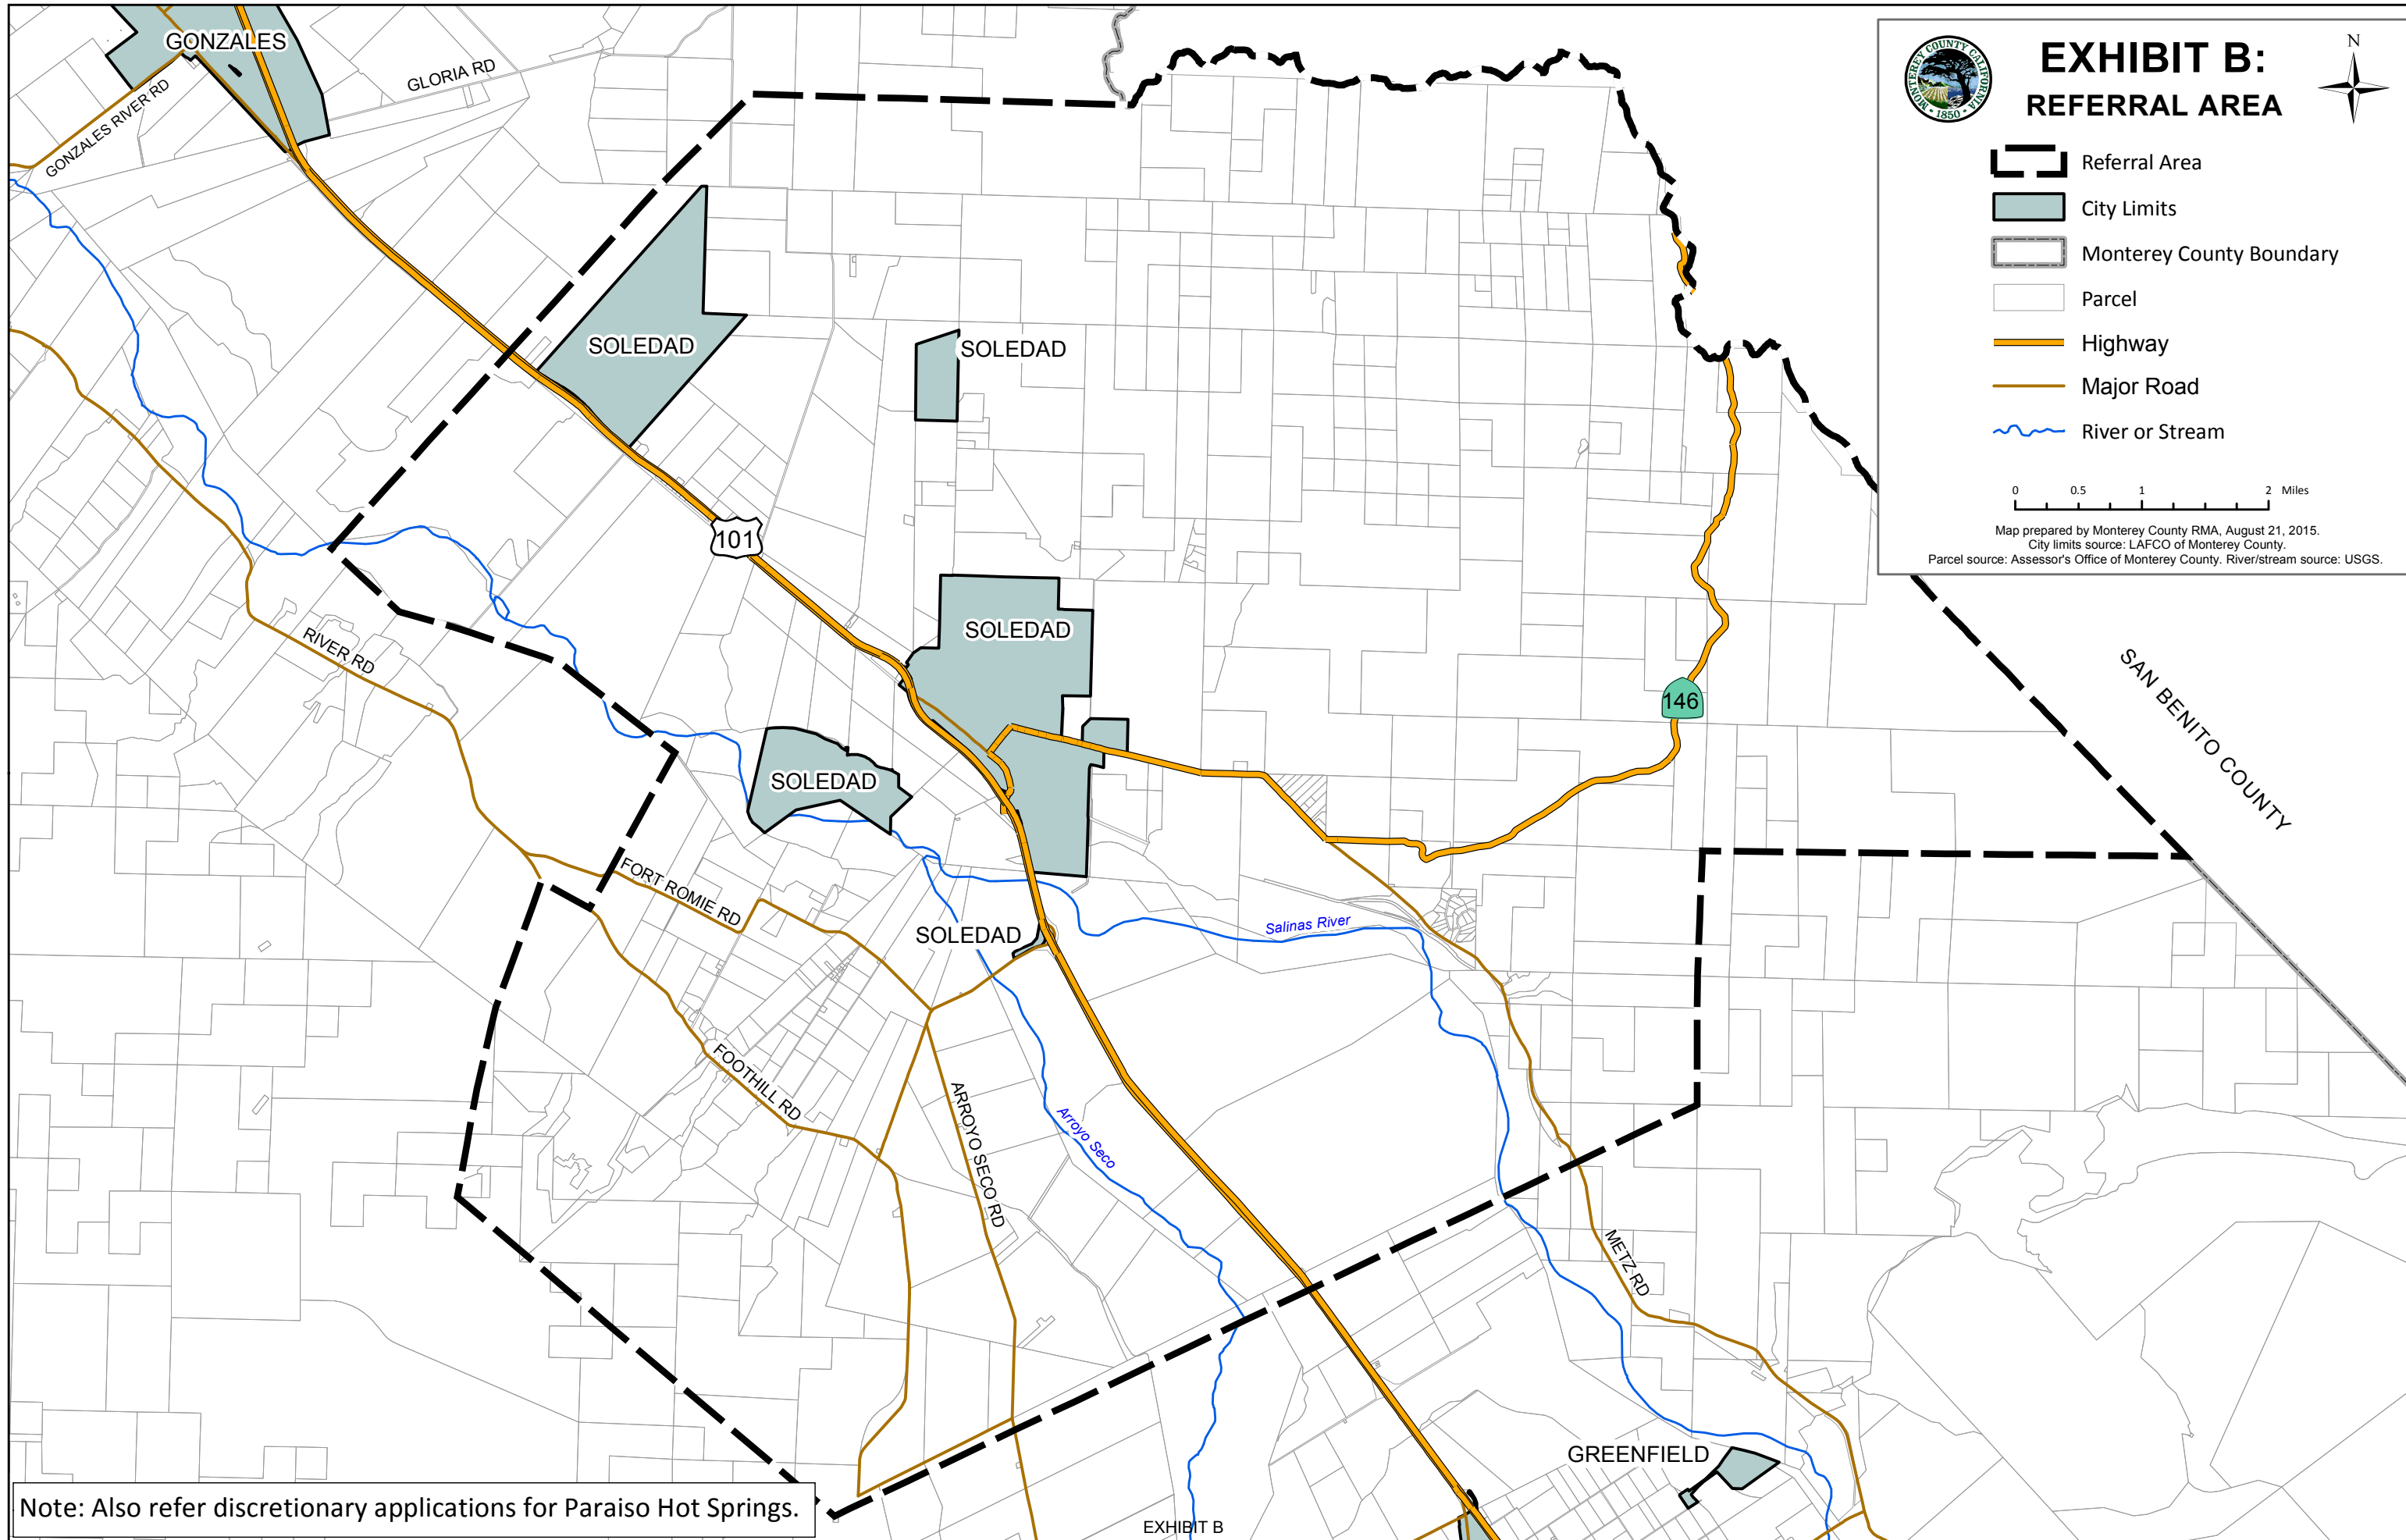 EXHIBIT B:
REFERRAL AREA
N
MONTEREY COUNTY CALIFORNIA
1850
Referral Area
City Limits
Monterey County Boundary
Parcel
Highway
Major Road
River or Stream
0 0.5 1 2 Miles
Map prepared by Monterey County RMA, August 21, 2015.
City limits source: LAFCO of Monterey County.
Parcel source: Assessor's Office of Monterey County. River/stream source: USGS.
GONZALES
GLORIA RD
GONZALES RIVER RD
SOLEDAD
SOLEDAD
101
SOLEDAD
RIVER RD
146
SAN BENITO COUNTY
SOLEDAD
FORT ROMIE RD
SOLEDAD
Salinas River
FOOTHILL RD
ARROYO SECO RD
Arroyo Seco
METZ RD
GREENFIELD
Note: Also refer discretionary applications for Paraiso Hot Springs.
EXHIBIT B